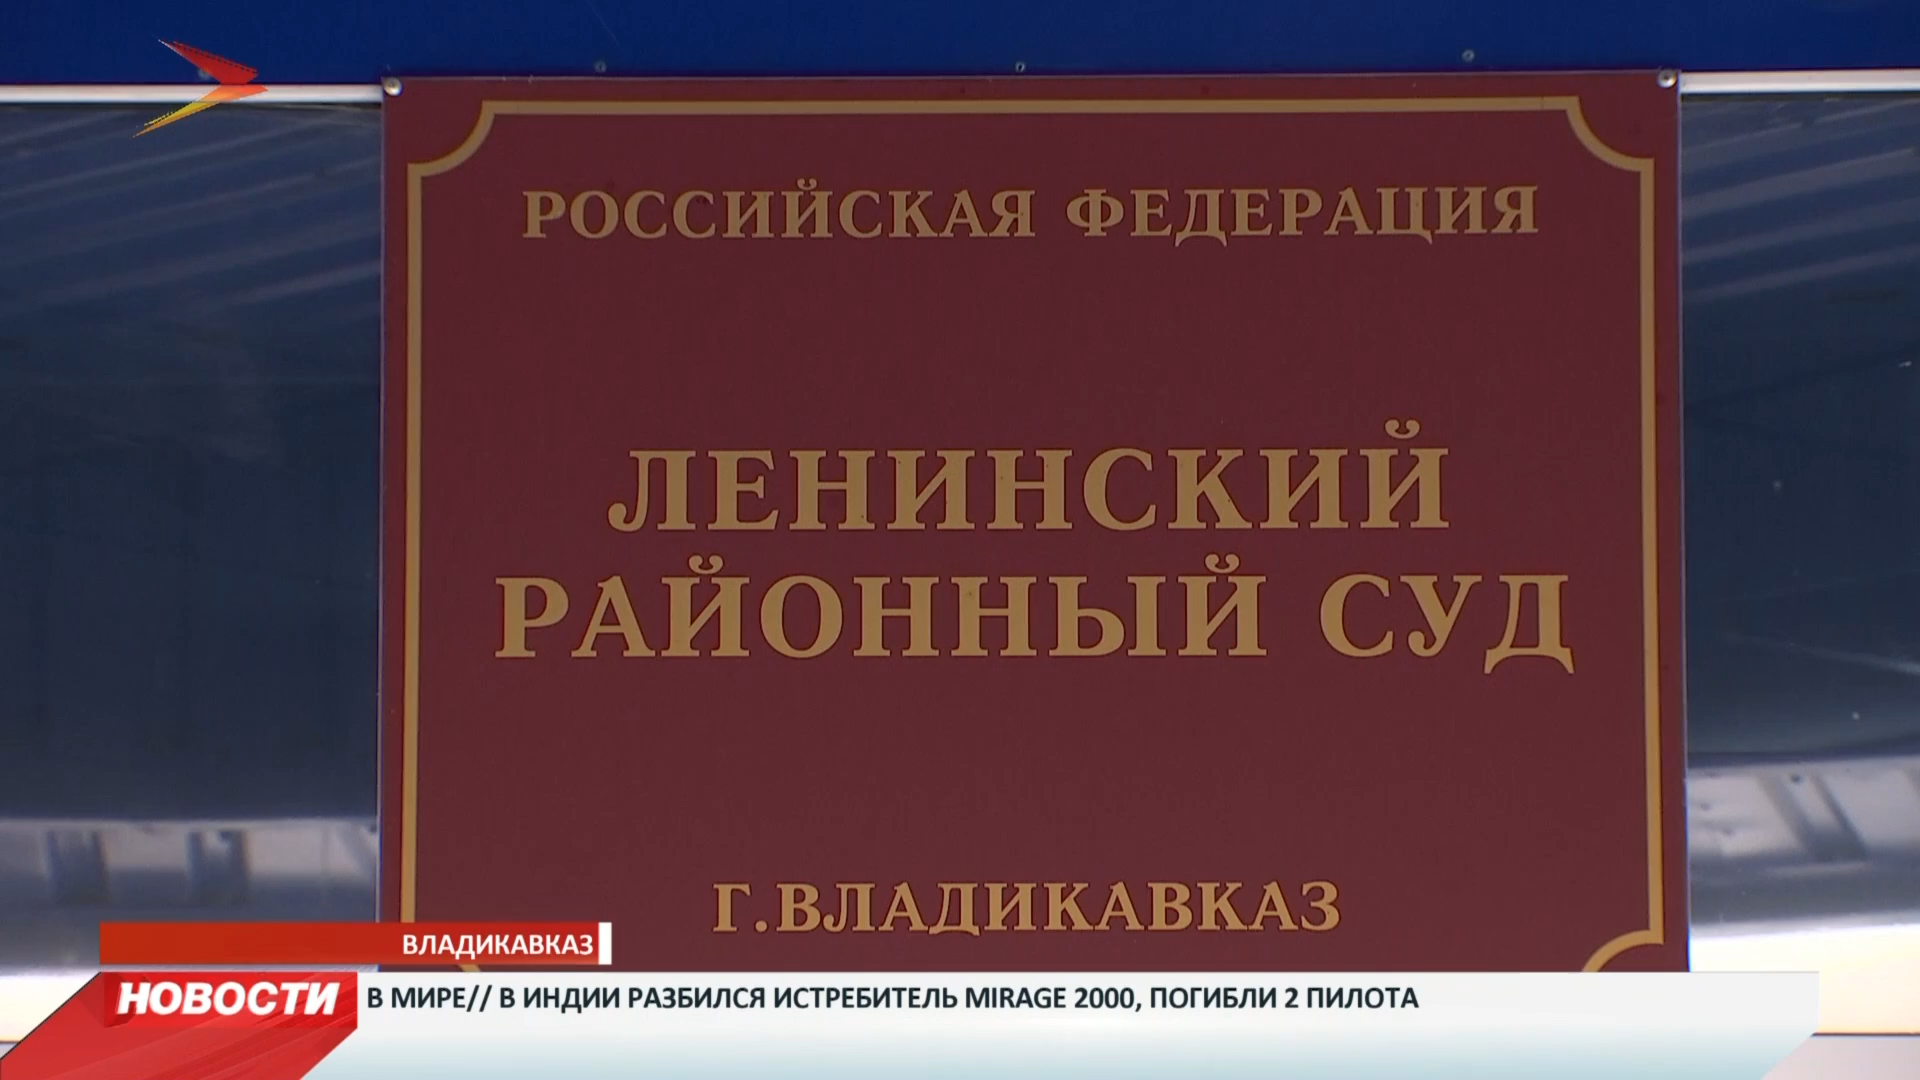 РОССИЙСКАЯ ФЕДЕРАЦИЯ
ЛЕНИНСКИЙ
РАЙОННЫЙ СУД
Г.ВЛАДИКАВКАЗ
ВЛАДИКАВКАЗ
НОВОСТИ
В МИРЕ// В ИНДИИ РАЗБИЛСЯ ИСТРЕБИТЕЛЬ MIRAGE 2000, ПОГИБЛИ 2 ПИЛОТА